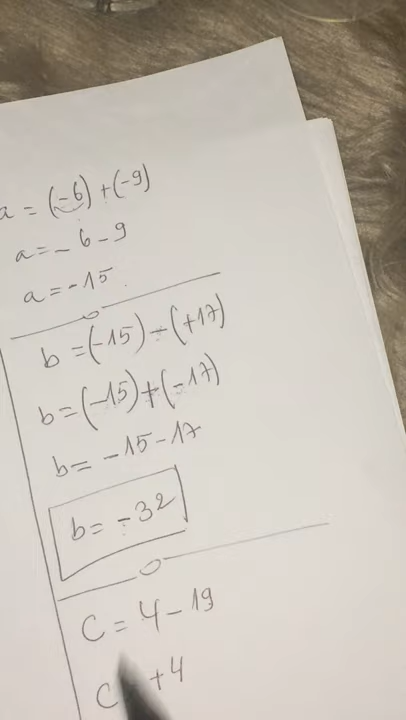 a = (-6) + (-9)
a = - 6 - 9
a = -15
b = (-15) - (+17)
b = (-15) + (-17)
b = -15 - 17
b = -32
C = 4 - 19
C +4